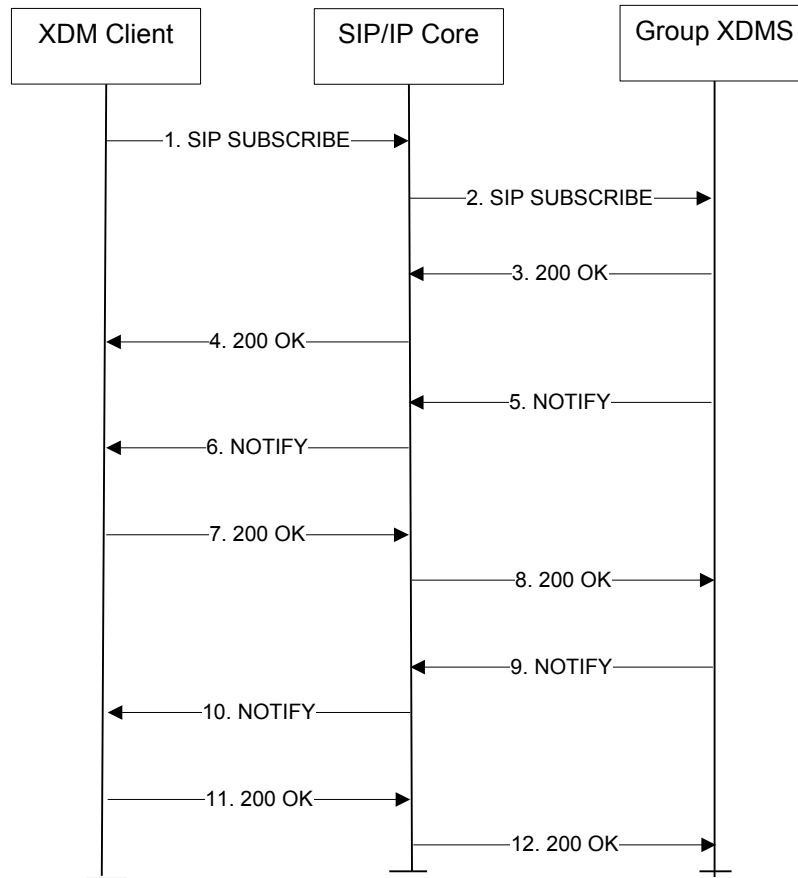 XDM Client
SIP/IP Core
Group XDMS
1. SIP SUBSCRIBE
2. SIP SUBSCRIBE
3. 200 OK
4. 200 OK
5. NOTIFY
6. NOTIFY
7. 200 OK
8. 200 OK
9. NOTIFY
10. NOTIFY
11. 200 OK
12. 200 OK